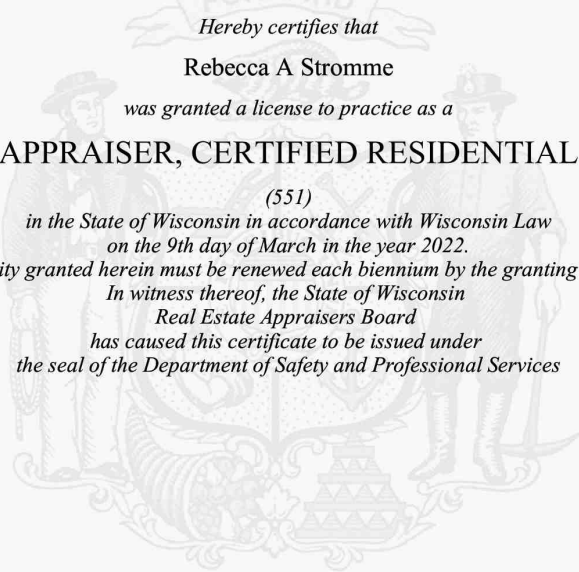 Hereby certifies that
Rebecca A Stromme
was granted a license to practice as a
APPRAISER, CERTIFIED RESIDENTIAL
(551)
in the State of Wisconsin in accordance with Wisconsin Law
on the 9th day of March in the year 2022.
ity granted herein must be renewed each biennium by the granting
In witness thereof, the State of Wisconsin
Real Estate Appraisers Board
has caused this certificate to be issued under
the seal of the Department of Safety and Professional Services